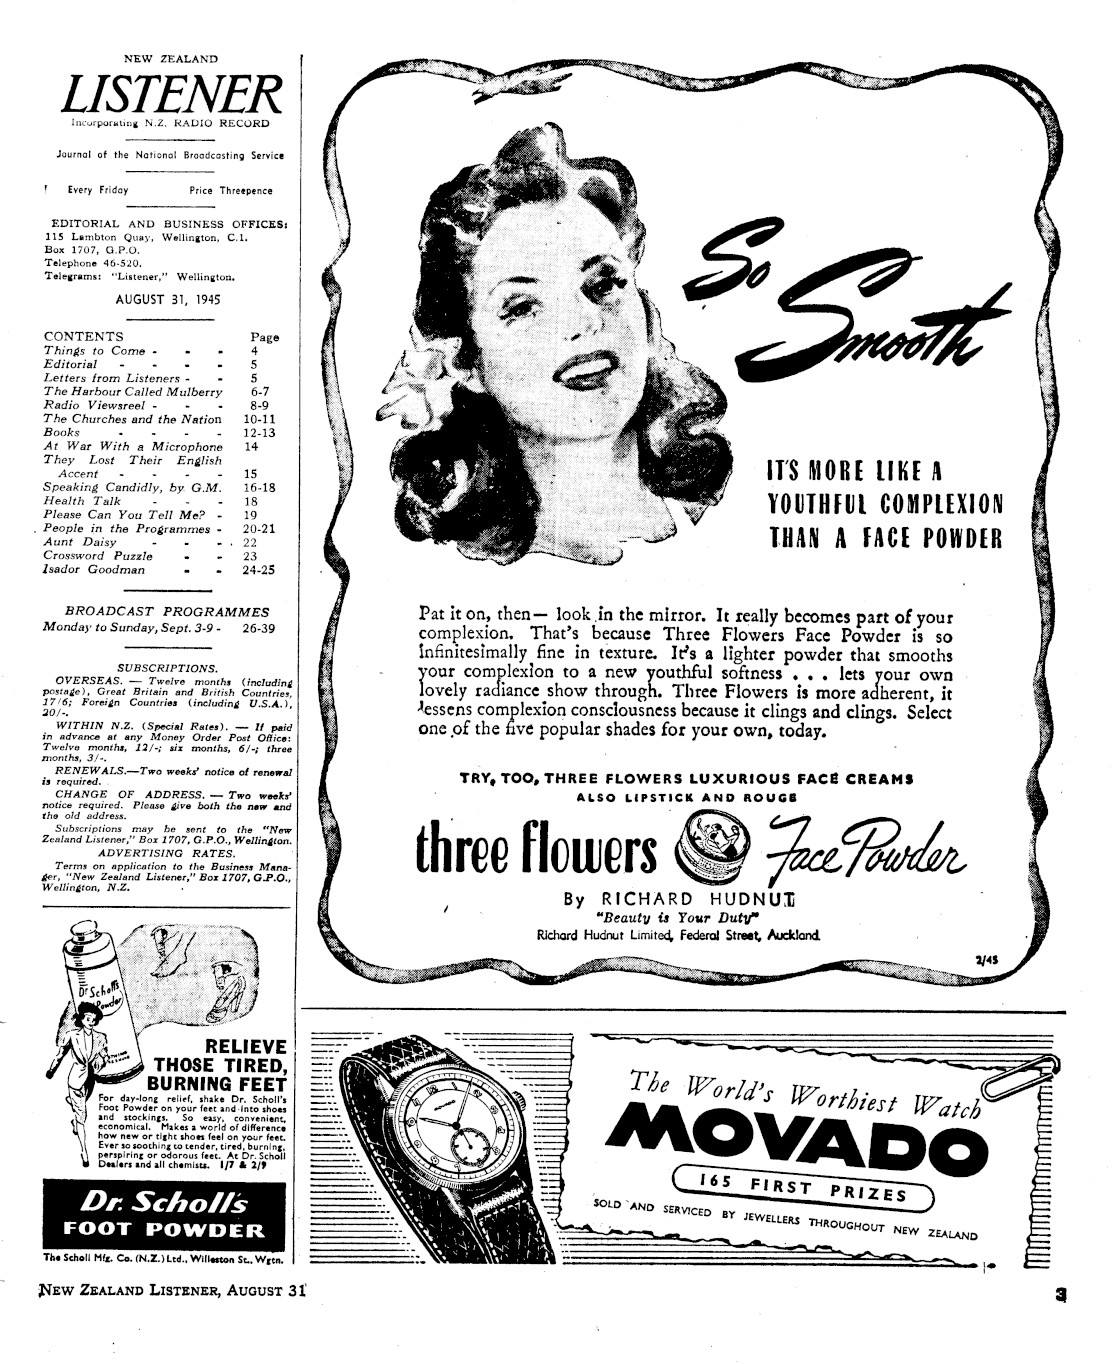 NEW ZEALAND
LISTENER
Incorporating N.Z. RADIO RECORD
Journal of the National Broadcasting Service
Every Friday Price Threepence
EDITORIAL AND BUSINESS OFFICES:
115 Lambton Quay, Wellington, C.1.
Box 1707, G.P.O.
Telephone 46-520.
Telegrams: "Listener," Wellington.
AUGUST 31, 1945
CONTENTS Page
Things to Come - - - 4
Editorial - - - - 5
Letters from Listeners - - 5
The Harbour Called Mulberry 6-7
Radio Viewsreel - - - 8-9
The Churches and the Nation 10-11
Books - - - - 12-13
At War With a Microphone 14
They Lost Their English
Accent - - - - 15
Speaking Candidly, by G.M. 16-18
Health Talk - - - 18
Please Can You Tell Me? - 19
People in the Programmes - 20-21
Aunt Daisy - - - 22
Crossword Puzzle - - 23
Isador Goodman - - 24-25
BROADCAST PROGRAMMES
Monday to Sunday, Sept. 3-9 - 26-39
SUBSCRIPTIONS.
OVERSEAS. — Twelve months (including
postage), Great Britain and British Countries,
17/6; Foreign Countries (including U.S.A.),
20/-.
WITHIN N.Z. (Special Rates). — If paid
in advance at any Money Order Post Office:
Twelve months, 12/-; six months, 6/-; three
months, 3/-.
RENEWALS.—Two weeks' notice of renewal
is required.
CHANGE OF ADDRESS. — Two weeks'
notice required. Please give both the new and
the old address.
Subscriptions may be sent to the "New
Zealand Listener," Box 1707, G.P.O., Wellington.
ADVERTISING RATES.
Terms on application to the Business Mana-
ger, "New Zealand Listener," Box 1707, G.P.O.,
Wellington, N.Z.
Dr Scholl's
Powder
RELIEVE
THOSE TIRED,
BURNING FEET
For day-long relief, shake Dr. Scholl's
Foot Powder on your feet and into shoes
and stockings. So easy, convenient,
economical. Makes a world of difference
how new or tight shoes feel on your feet.
Ever so soothing to tender, tired, burning,
perspiring or odorous feet. At Dr. Scholl
Dealers and all chemists. 1/7 & 2/9
Dr. Scholl's
FOOT POWDER
The Scholl Mfg. Co. (N.Z.) Ltd., Willeston St., Wgtn.
So
Smooth
IT'S MORE LIKE A
YOUTHFUL COMPLEXION
THAN A FACE POWDER
Pat it on, then— look in the mirror. It really becomes part of your
complexion. That's because Three Flowers Face Powder is so
infinitesimally fine in texture. It's a lighter powder that smooths
your complexion to a new youthful softness . . . lets your own
lovely radiance show through. Three Flowers is more adherent, it
lessens complexion consciousness because it clings and clings. Select
one of the five popular shades for your own, today.
TRY, TOO, THREE FLOWERS LUXURIOUS FACE CREAMS
ALSO LIPSTICK AND ROUGE
three flowers Face Powder
By RICHARD HUDNUT
"Beauty is Your Duty"
Richard Hudnut Limited, Federal Street, Auckland.
2/45
MOVADO
The World's Worthiest Watch
MOVADO
165 FIRST PRIZES
SOLD AND SERVICED BY JEWELLERS THROUGHOUT NEW ZEALAND
NEW ZEALAND LISTENER, AUGUST 31
3